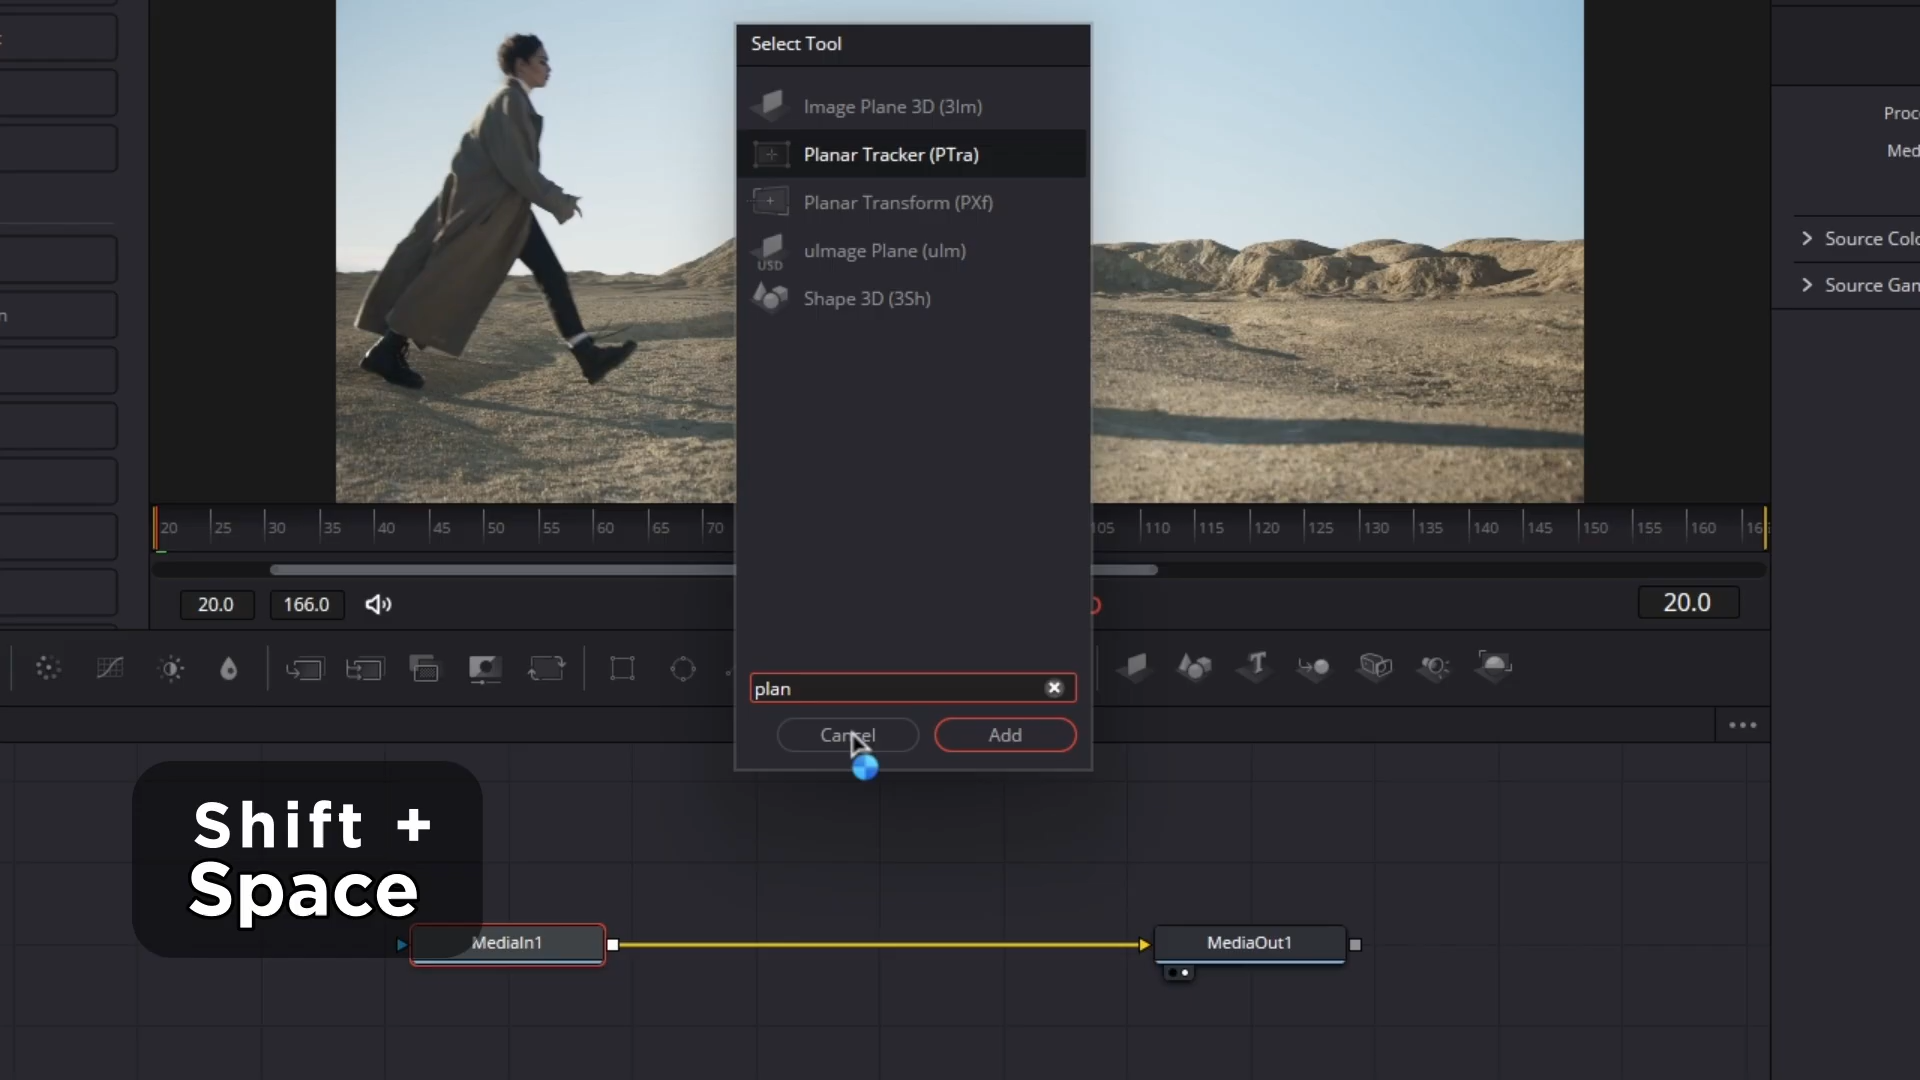 Select Tool
Image Plane 3D (3Im)
Planar Tracker (PTra)
Planar Transform (PXf)
uImage Plane (uIm)
USD
Shape 3D (3Sh)
Proc
Med
Source Colo
Source Gan
20 25 30 35 40 45 50 55 60 65 70 105 110 115 120 125 130 135 140 145 150 155 160 16
20.0 166.0 20.0
T
plan
Cancel Add
Shift +
Space
MediaIn1 MediaOut1